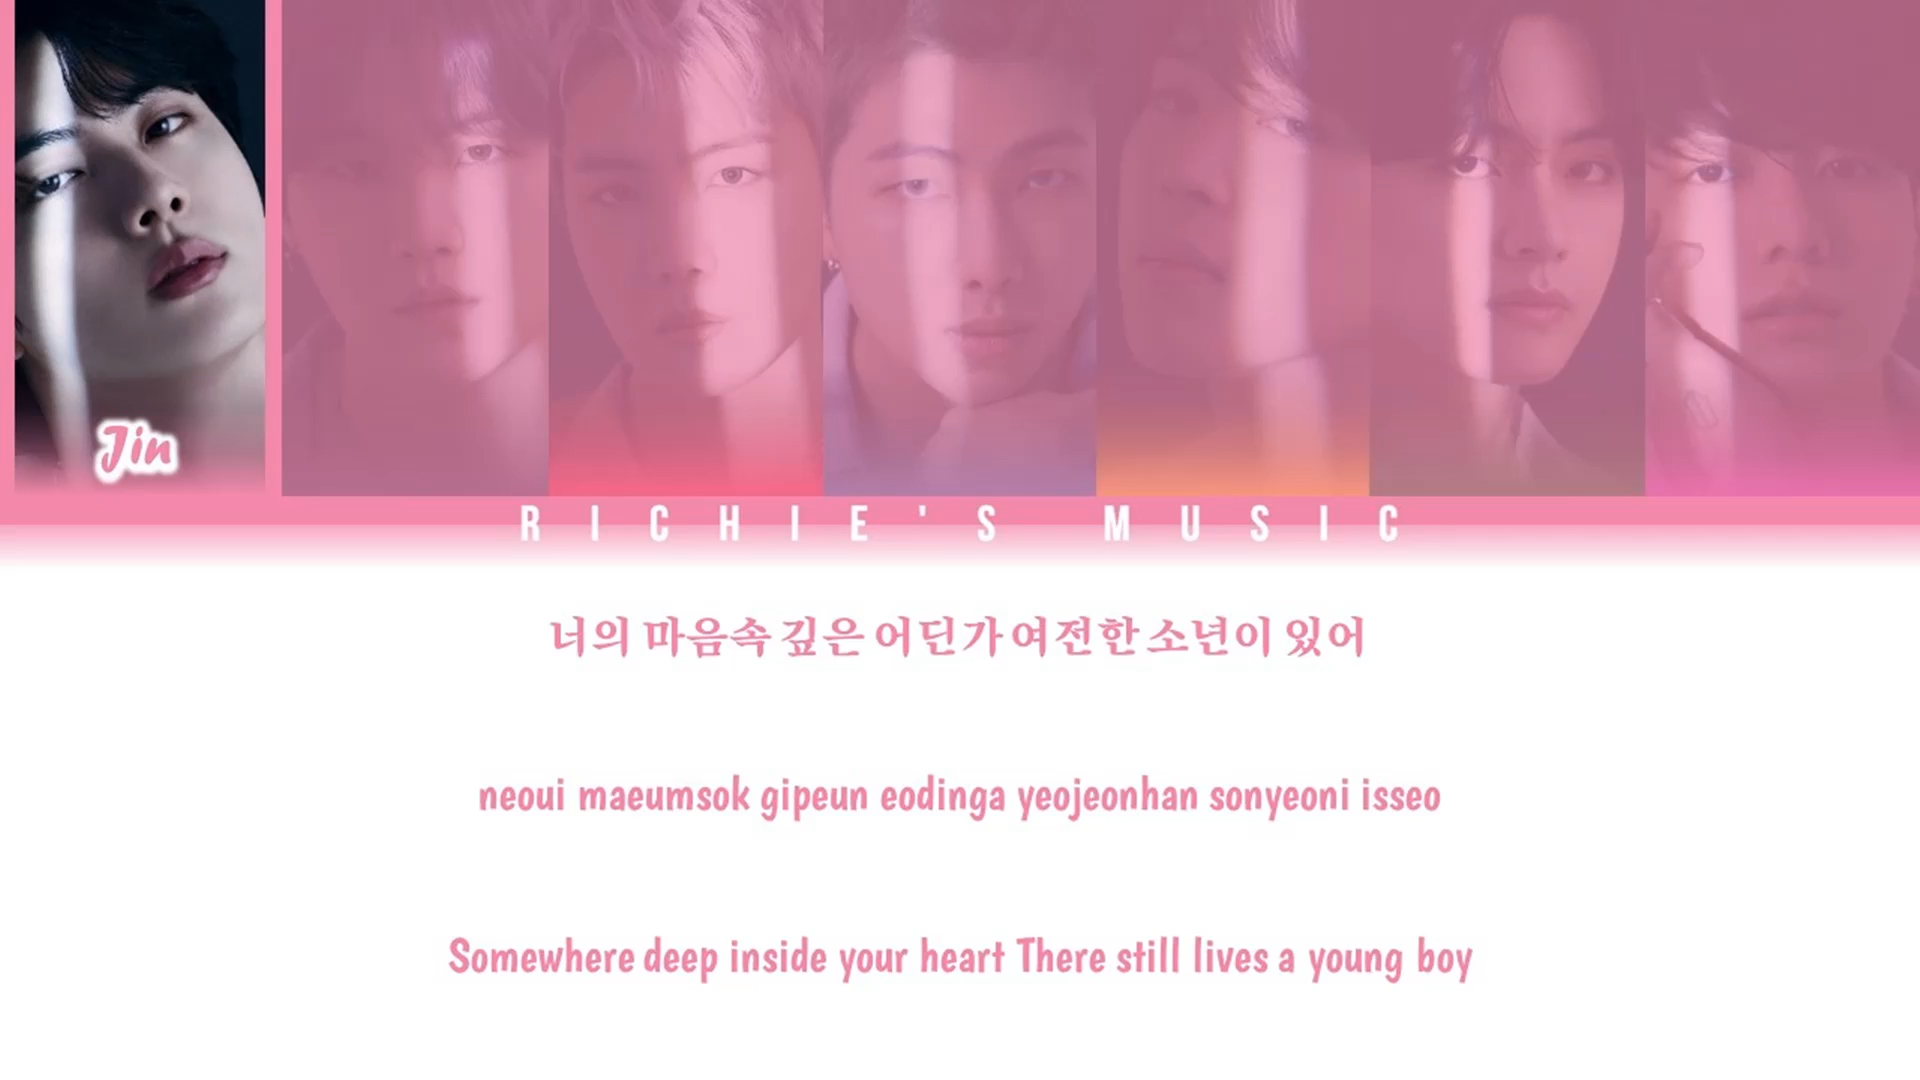 Jin
RICHIE'S MUSIC
너의 마음속 깊은 어딘가 여전한 소년이 있어
neoui maeumsok gipeun eodinga yeojeonhan sonyeoni isseo
Somewhere deep inside your heart There still lives a young boy